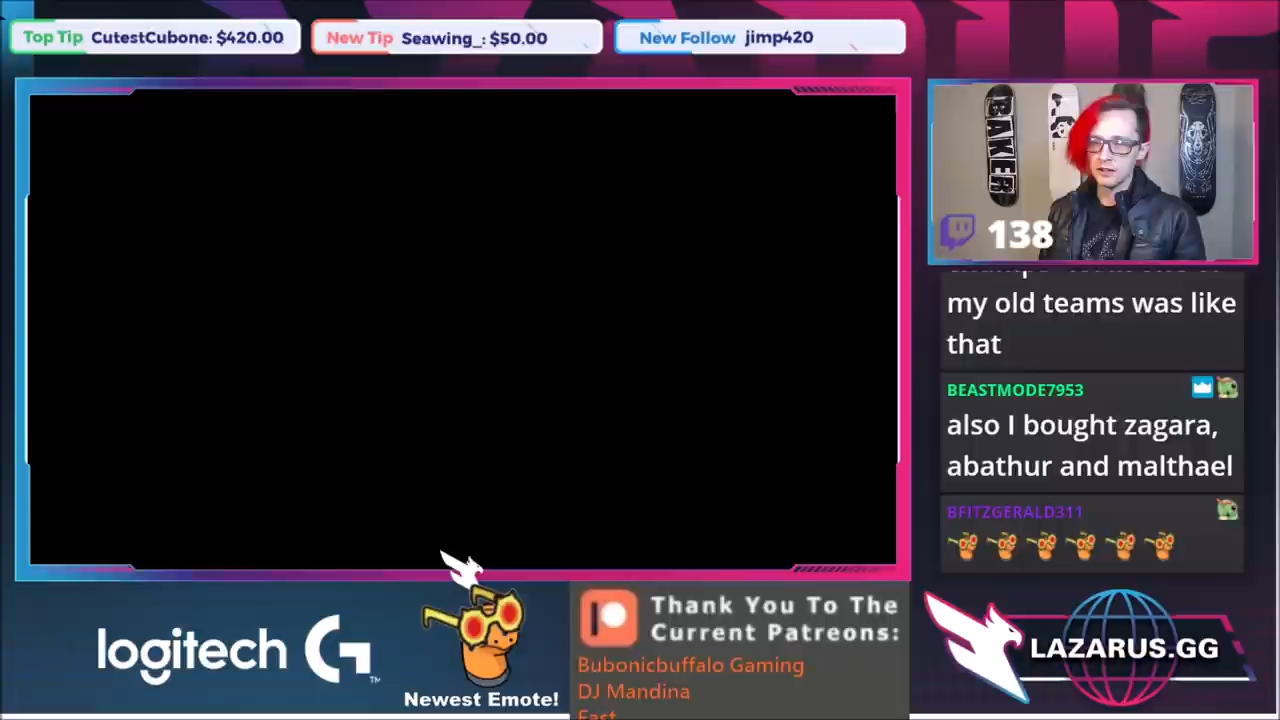 Top Tip CutestCubone: $420.00
New Tip Seawing_: $50.00
New Follow jimp420
BAKER
138
my old teams was like
that
BEASTMODE7953
also I bought zagara,
abathur and malthael
BFITZGERALD311
logitech G
TM
Newest Emote!
Thank You To The
Current Patreons:
Bubonicbuffalo Gaming
DJ Mandina
LAZARUS.GG